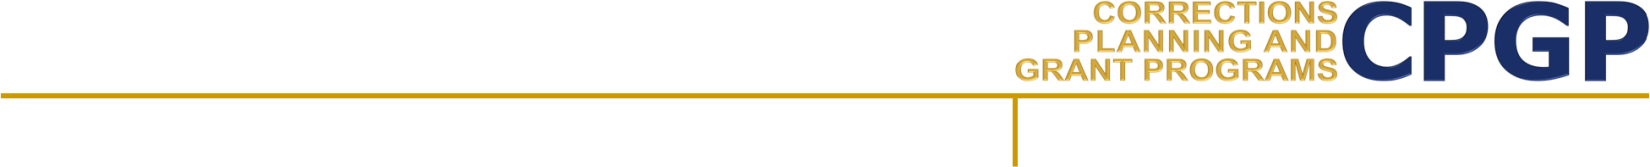 CORRECTIONS
PLANNING AND
GRANT PROGRAMS
CPGP